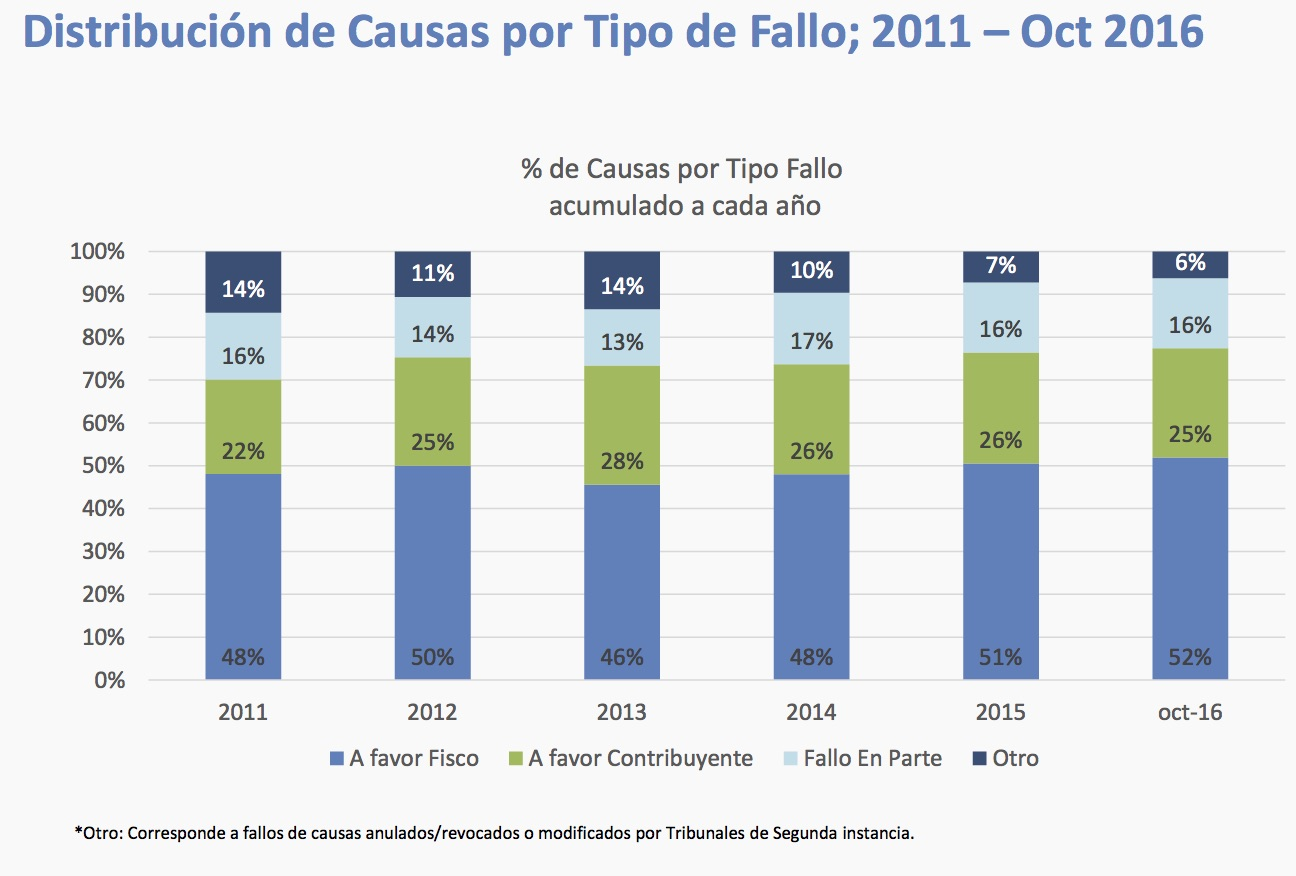 Distribución de Causas por Tipo de Fallo; 2011 – Oct 2016
% de Causas por Tipo Fallo
acumulado a cada año
100%
90%
80%
70%
60%
50%
40%
30%
20%
10%
0%
14% 11% 14% 10% 7% 6%
16% 14% 13% 17% 16% 16%
22% 25% 28% 26% 26% 25%
48% 50% 46% 48% 51% 52%
2011 2012 2013 2014 2015 oct-16
A favor Fisco A favor Contribuyente Fallo En Parte Otro
*Otro: Corresponde a fallos de causas anulados/revocados o modificados por Tribunales de Segunda instancia.